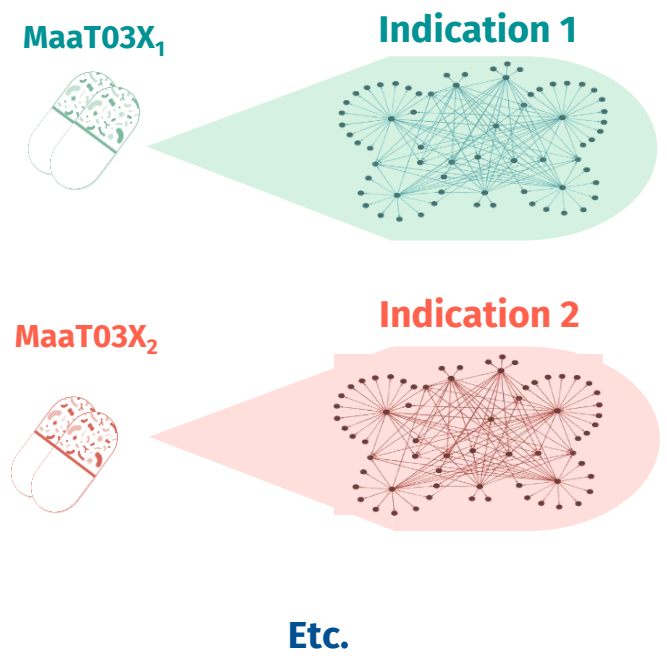 MaaT03X₁
Indication 1
MaaT03X₂
Indication 2
Etc.